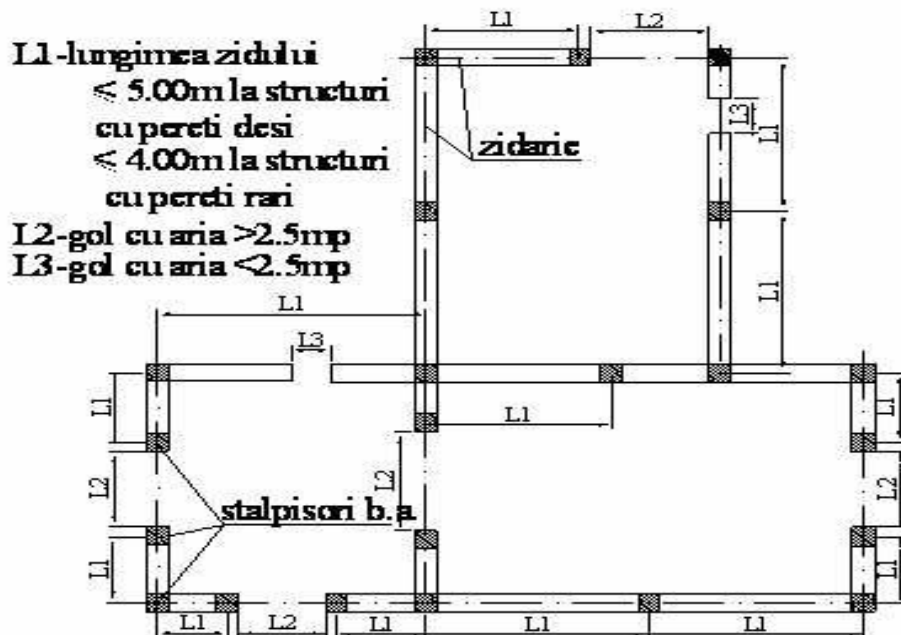 L1 L2
L1-lungimea zidului
< 5.00m la structuri
cu pereti desi
< 4.00m la structuri
cu pereti rari
L2-gol cu aria >2.5mp
L3-gol cu aria <2.5mp
zidarie
L3
L1
L1
L1
L3
L1
L1
L1
L2
L2
L2
stalpisori b.a
L1
L1
L1 L2 L1 L1 L1